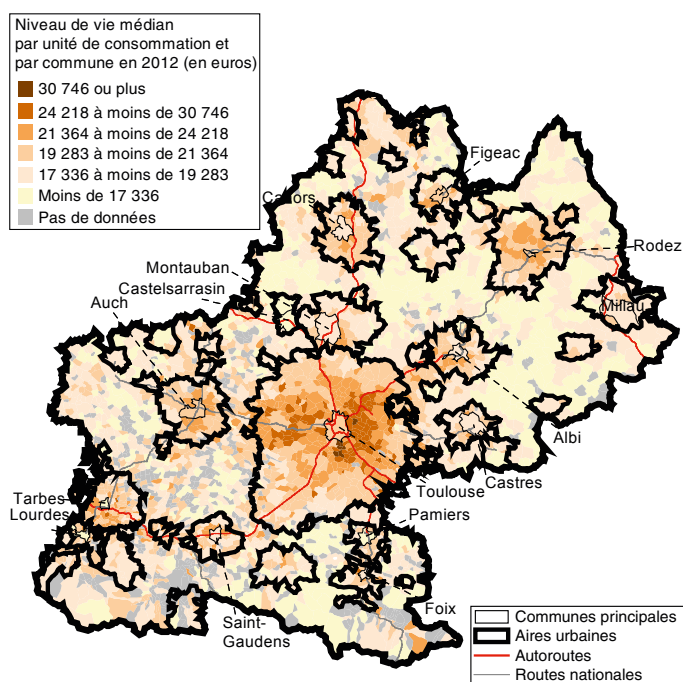 Niveau de vie médian
par unité de consommation et
par commune en 2012 (en euros)
30 746 ou plus
24 218 à moins de 30 746
21 364 à moins de 24 218
19 283 à moins de 21 364
17 336 à moins de 19 283
Moins de 17 336
Pas de données
Figeac
Cahors
Rodez
Montauban
Castelsarrasin
Auch
Millau
Albi
Castres
Toulouse
Tarbes
Lourdes
Pamiers
Foix
Saint-
Gaudens
Communes principales
Aires urbaines
Autoroutes
Routes nationales